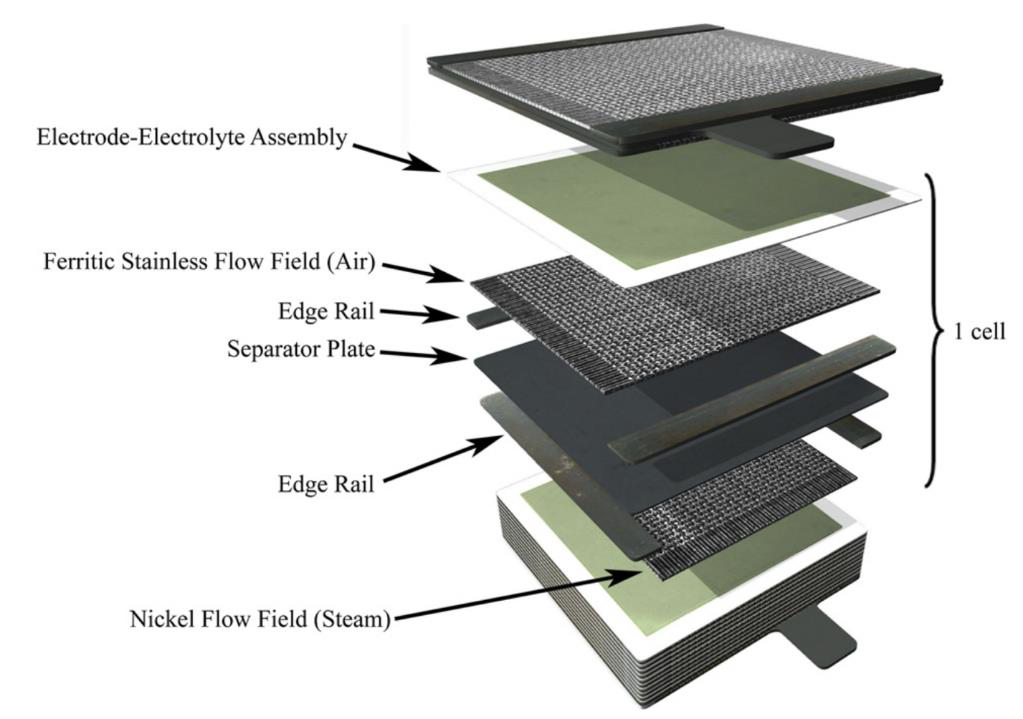 Electrode-Electrolyte Assembly
Ferritic Stainless Flow Field (Air)
Edge Rail
Separator Plate
1 cell
Edge Rail
Nickel Flow Field (Steam)